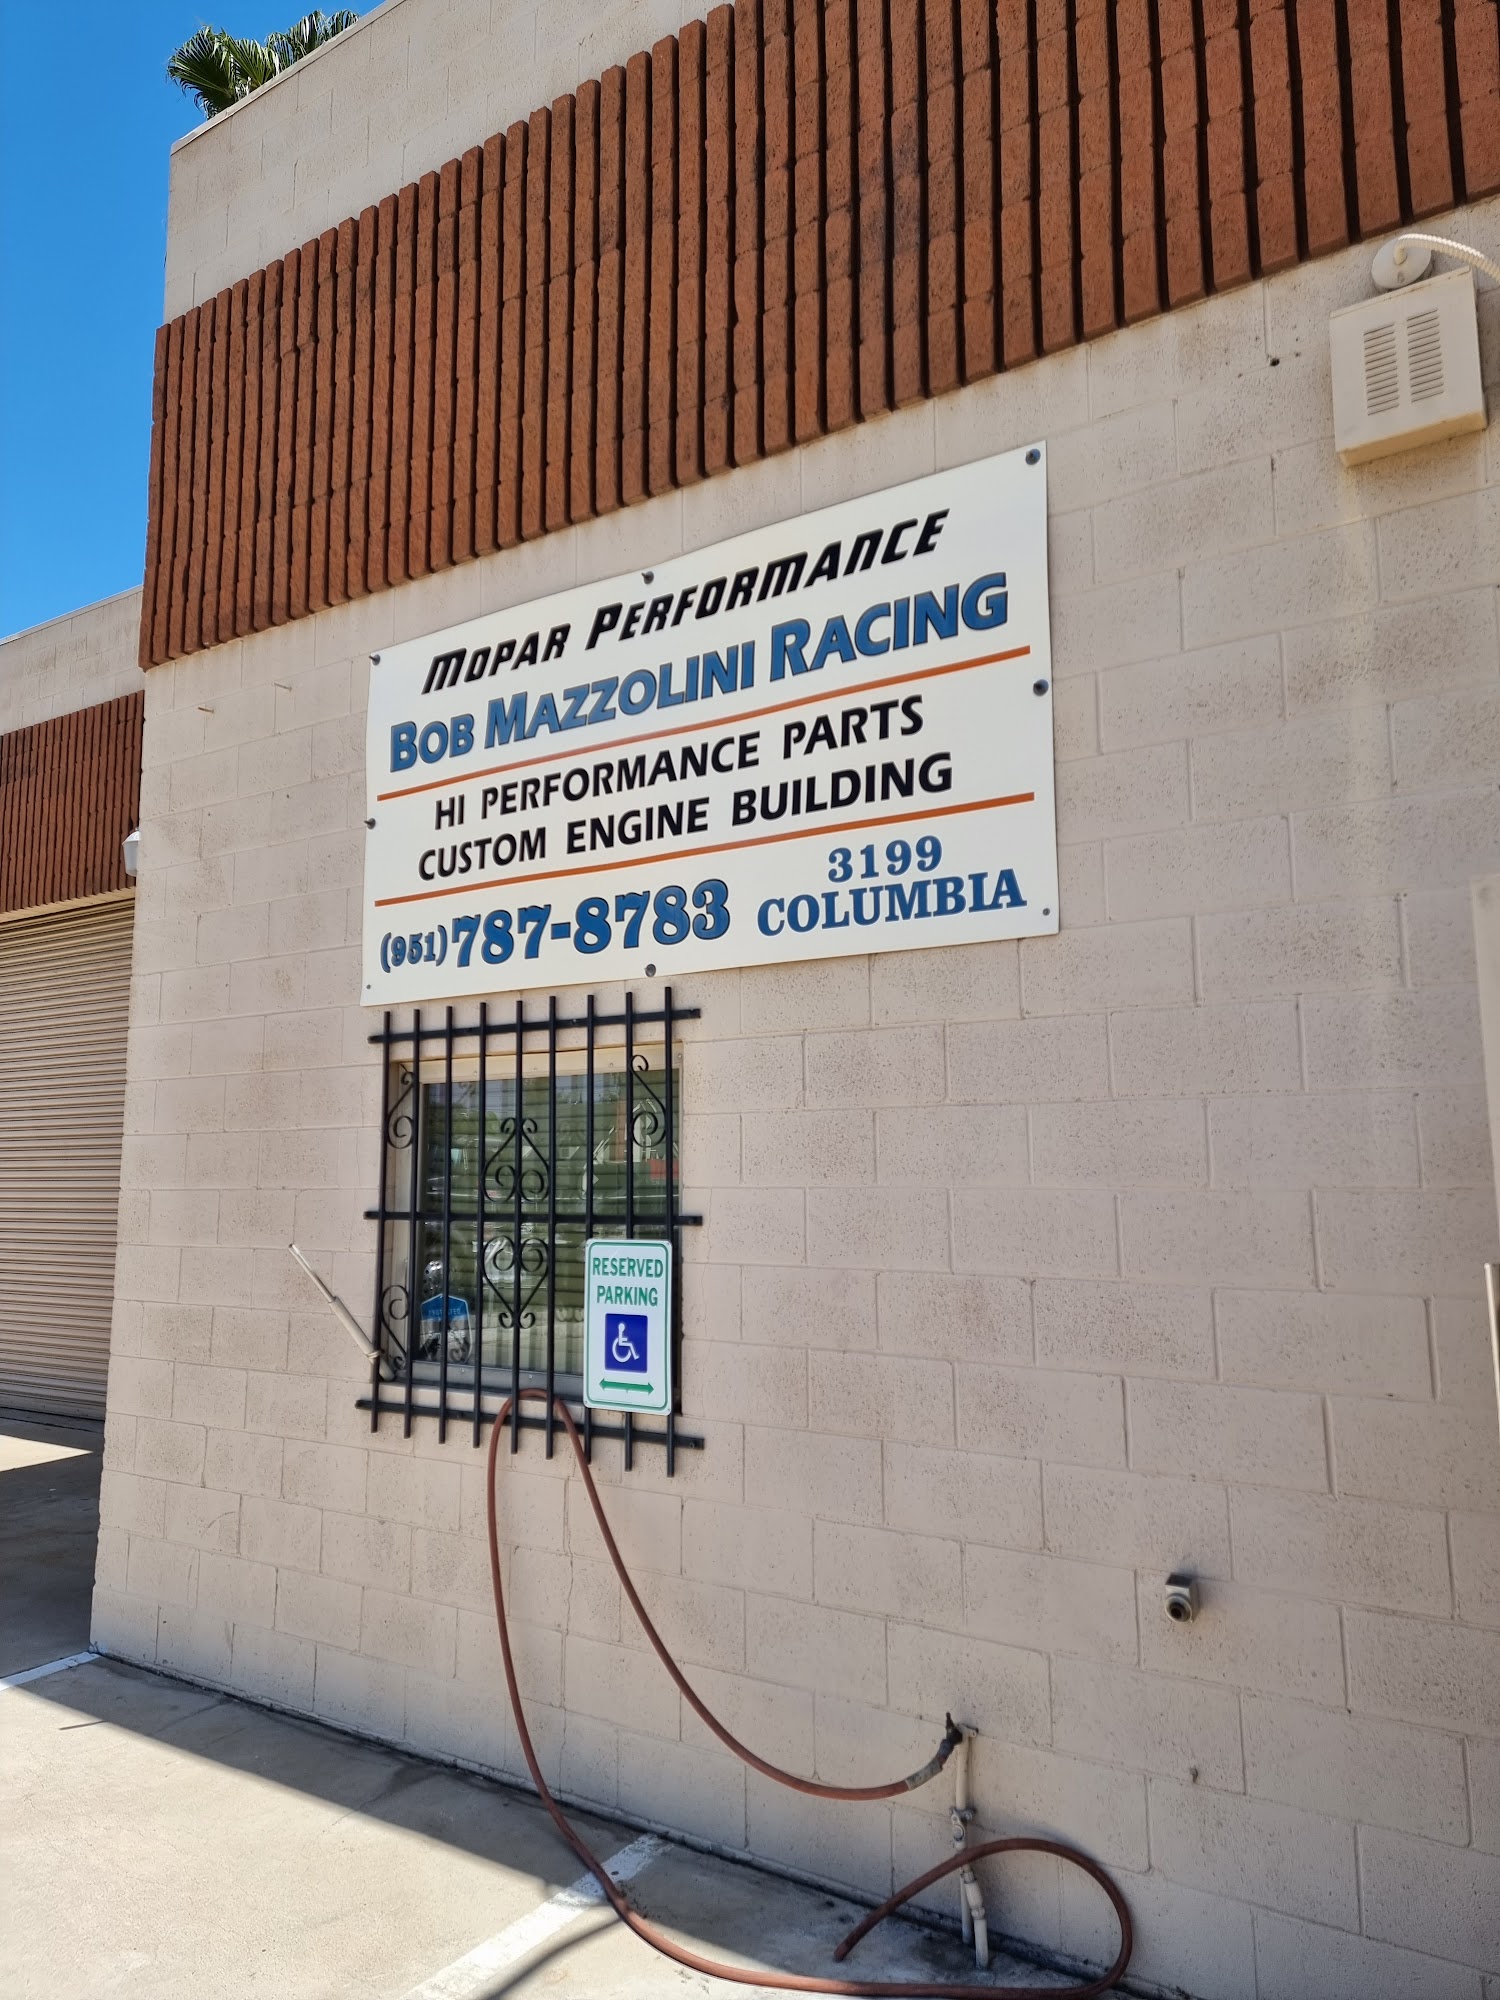 MOPAR PERFORMANCE
BOB MAZZOLINI RACING
HI PERFORMANCE PARTS
CUSTOM ENGINE BUILDING
(951) 787-8783
3199
COLUMBIA
RESERVED
PARKING